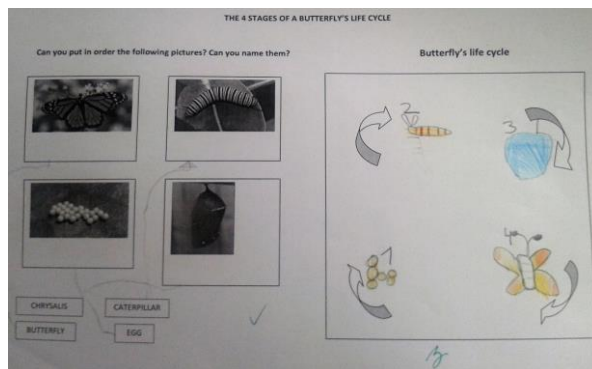 THE 4 STAGES OF A BUTTERFLY'S LIFE CYCLE
Can you put in order the following pictures? Can you name them?
CHRYSALIS
CATERPILLAR
BUTTERFLY
EGG
Butterfly's life cycle
2
3
1
4